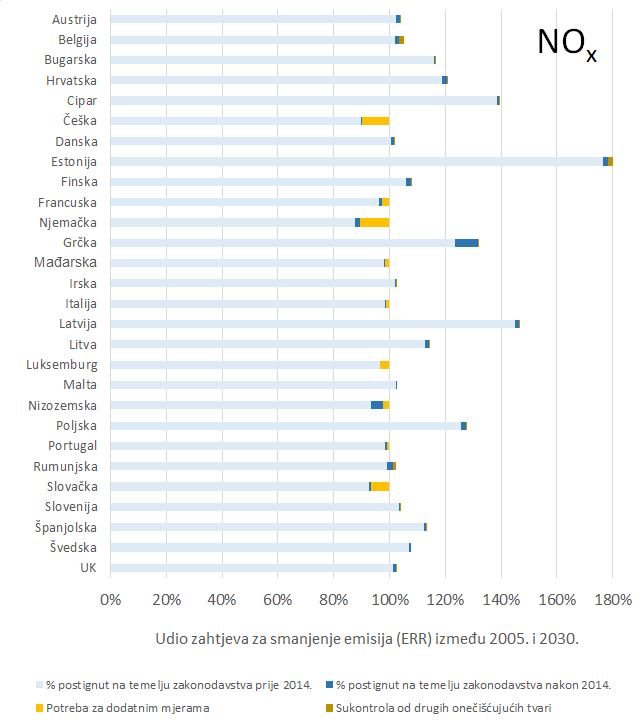 NOx
Austrija
Belgija
Bugarska
Hrvatska
Cipar
Češka
Danska
Estonija
Finska
Francuska
Njemačka
Grčka
Mađarska
Irska
Italija
Latvija
Litva
Luksemburg
Malta
Nizozemska
Poljska
Portugal
Rumunjska
Slovačka
Slovenija
Španjolska
Švedska
UK
0% 20% 40% 60% 80% 100% 120% 140% 160% 180%
Udio zahtjeva za smanjenje emisija (ERR) između 2005. i 2030.
% postignut na temelju zakonodavstva prije 2014. % postignut na temelju zakonodavstva nakon 2014.
Potreba za dodatnim mjerama Sukontrola od drugih onečišćujućih tvari